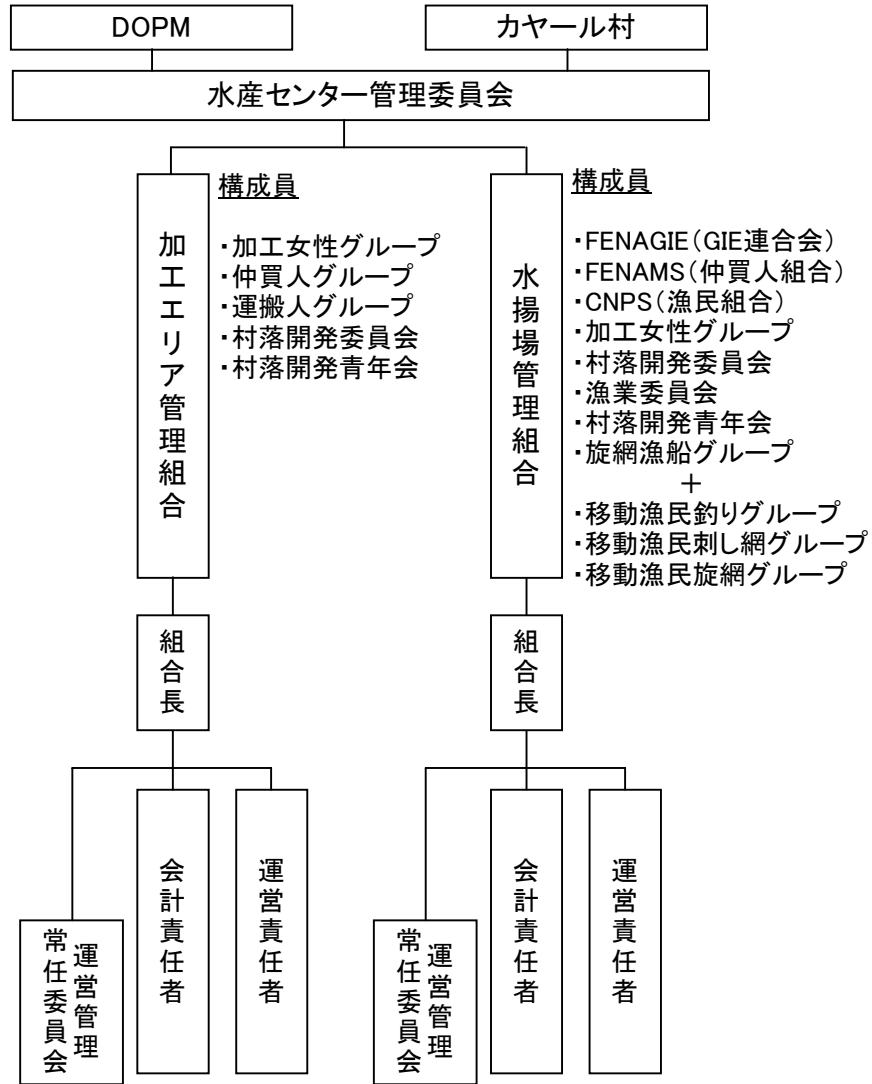 DOPM
カヤール村
水産センター管理委員会
加工エリア管理組合
構成員
・加工女性グループ
・仲買人グループ
・運搬人グループ
・村落開発委員会
・村落開発青年会
水揚場管理組合
構成員
・FENAGIE(GIE連合会)
・FENAMS(仲買人組合)
・CNPS(漁民組合)
・加工女性グループ
・村落開発委員会
・漁業委員会
・村落開発青年会
・旋網漁船グループ
＋
・移動漁民釣りグループ
・移動漁民刺し網グループ
・移動漁民旋網グループ
組合長
組合長
運営管理
常任委員会
会計責任者
運営責任者
運営管理
常任委員会
会計責任者
運営責任者